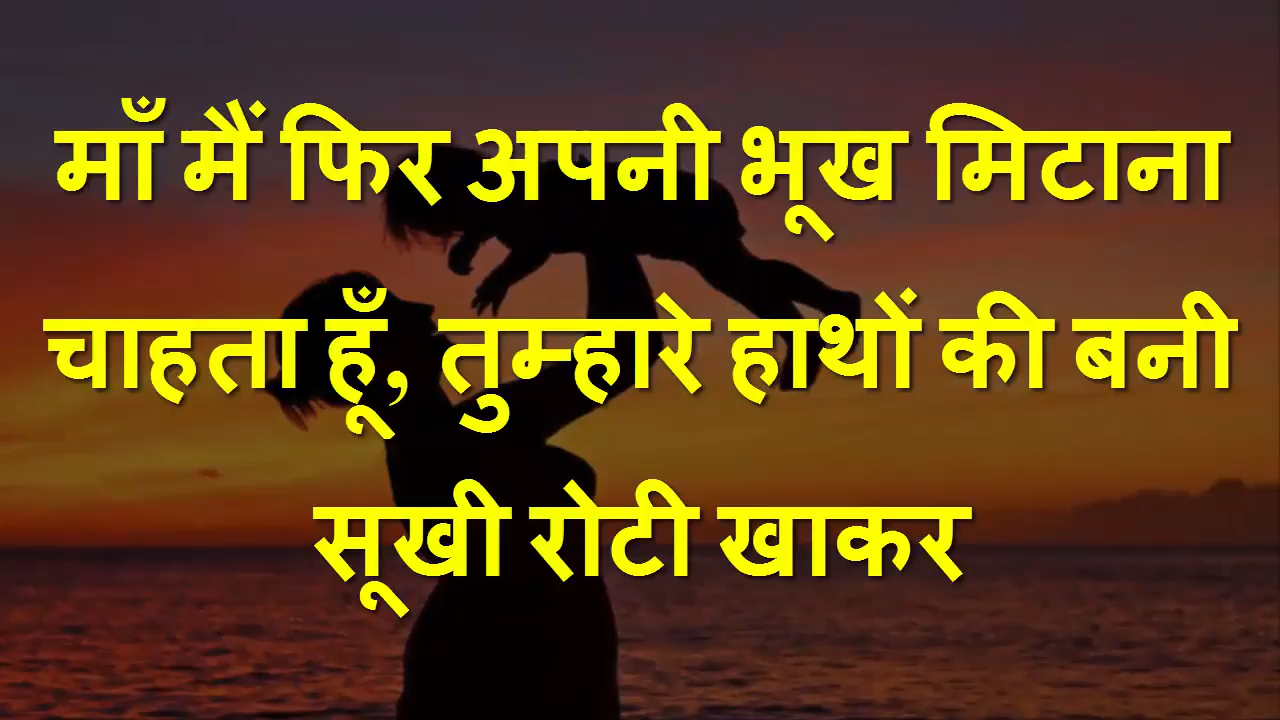 माँ मैं फिर अपनी भूख मिटाना
चाहता हूँ, तुम्हारे हाथों की बनी
सूखी रोटी खाकर